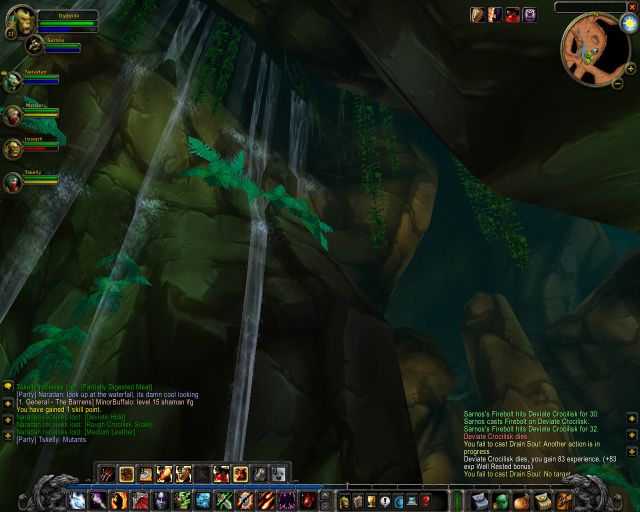 Diabolik
21
Sarnos
Naradan
Mosler
Joseph
Tskelly
Tskelly receives loot: [Partially Digested Meat]
[Party] Naradan: look up at the waterfall, its damn cool looking
[1. General - The Barrens] MinorBuffalo: level 15 shaman lfg
You have gained 1 skill point.
Naradan receives loot: [Deviate Hide]
Naradan receives loot: [Rough Crocilisk Scale]
Naradan receives loot: [Medium Leather]
[Party] Tskelly: Mutants
Sarnos's Firebolt hits Deviate Crocilisk for 30.
Sarnos casts Firebolt on Deviate Crocilisk.
Sarnos's Firebolt hits Deviate Crocilisk for 32.
Deviate Crocilisk dies.
You fail to cast Drain Soul: Another action is
progress
Deviate Crocilisk dies, you gain 83 experience. (+83
exp Well Rested bonus)
You fail to cast Drain Soul: No target.